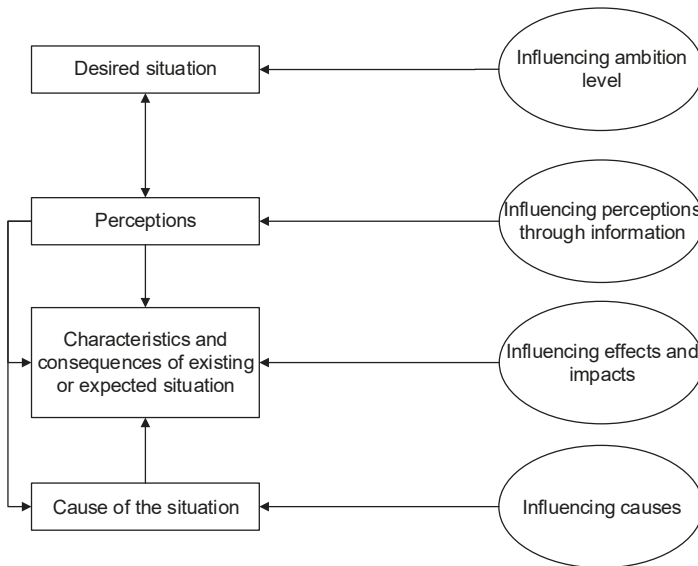 Desired situation
Influencing ambition
level
Perceptions
Influencing perceptions
through information
Characteristics and
consequences of existing
or expected situation
Influencing effects and
impacts
Cause of the situation
Influencing causes